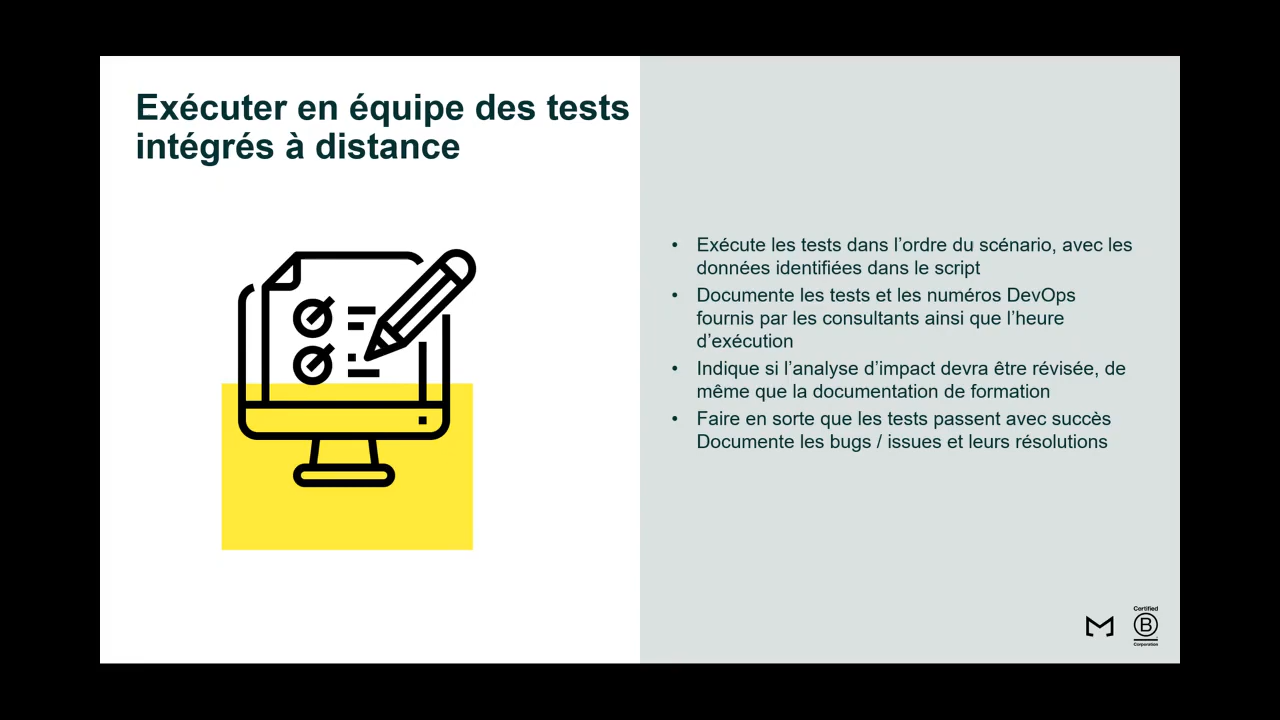 Exécuter en équipe des tests
intégrés à distance
• Exécute les tests dans l’ordre du scénario, avec les
données identifiées dans le script
• Documente les tests et les numéros DevOps
fournis par les consultants ainsi que l’heure
d’exécution
• Indique si l’analyse d’impact devra être révisée, de
même que la documentation de formation
• Faire en sorte que les tests passent avec succès
Documente les bugs / issues et leurs résolutions
Certified
B
Corporation